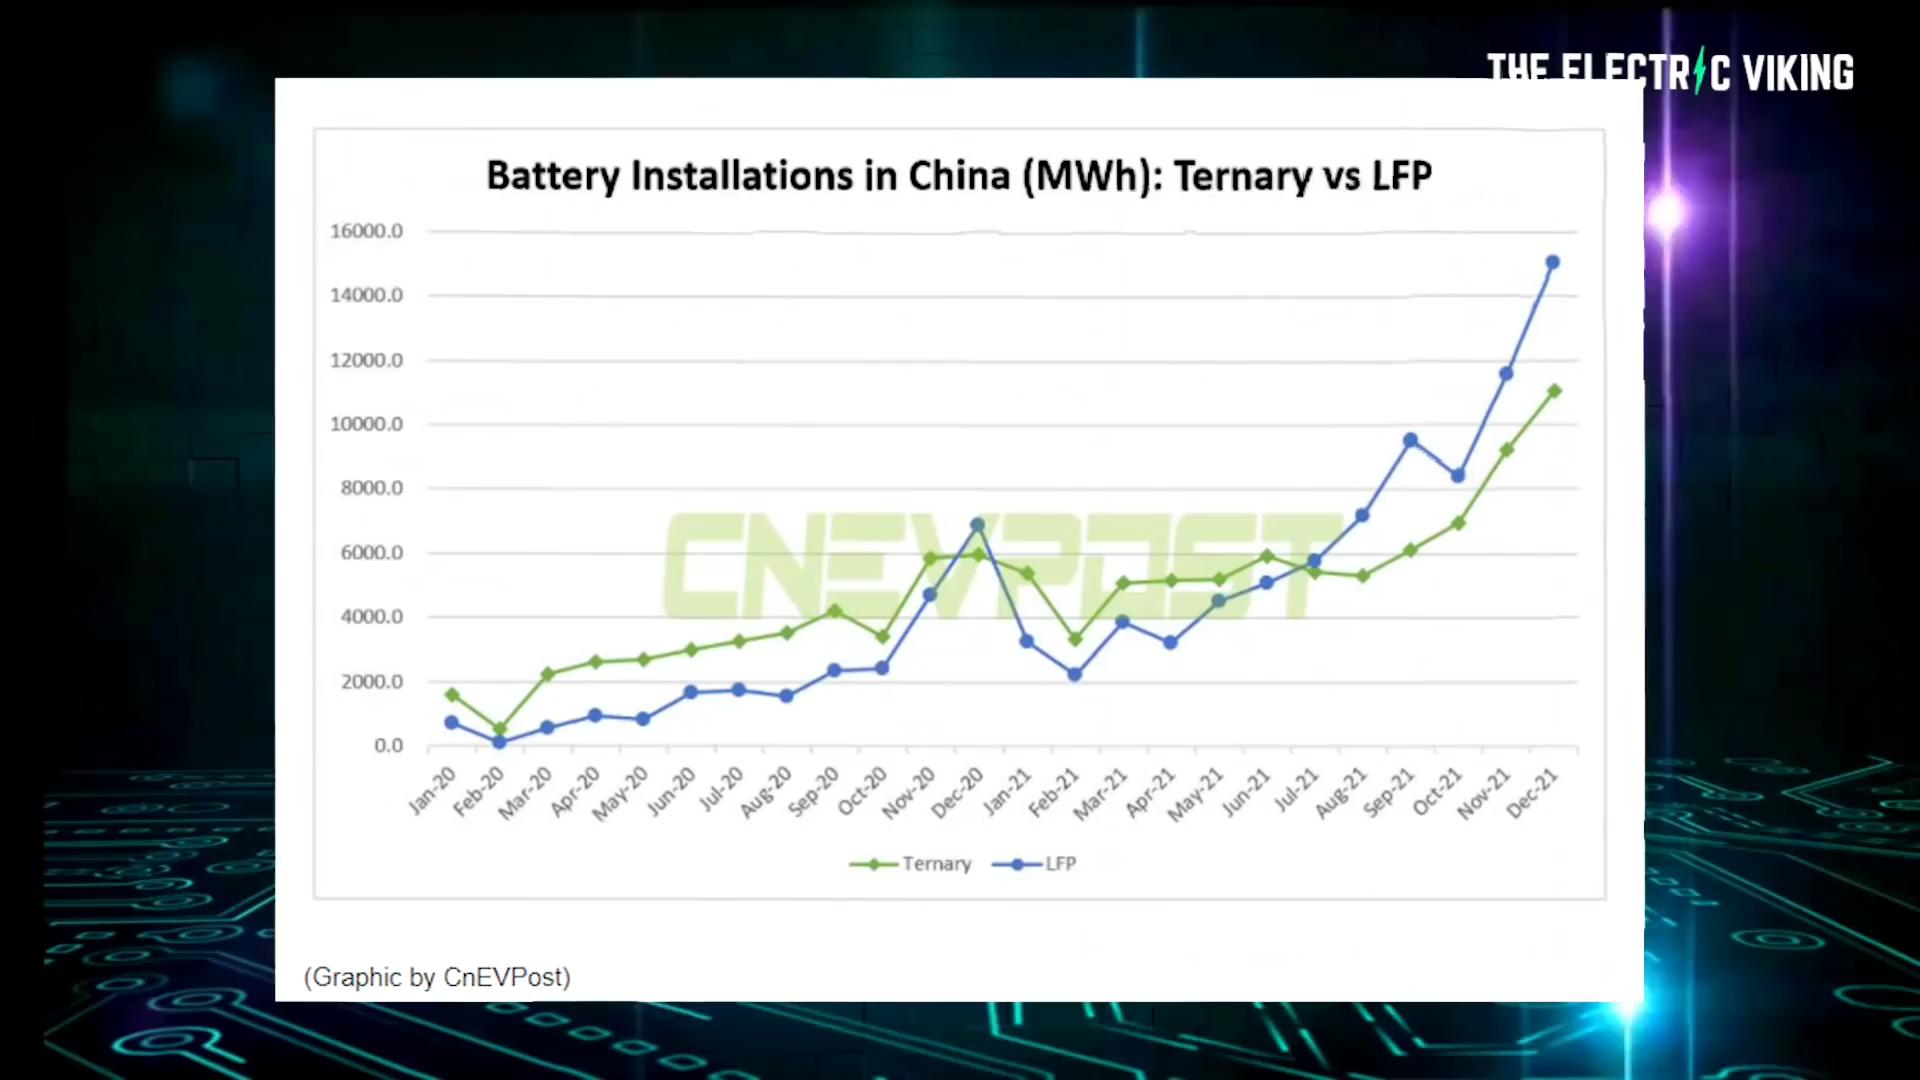 THE ELECTRIC VIKING
Battery Installations in China (MWh): Ternary vs LFP
16000.0
14000.0
12000.0
10000.0
8000.0
6000.0
4000.0
2000.0
0.0
CNEVPOST
Jan-20 Feb-20 Mar-20 Apr-20 May-20 Jun-20 Jul-20 Aug-20 Sep-20 Oct-20 Nov-20 Dec-20 Jan-21 Feb-21 Mar-21 Apr-21 May-21 Jun-21 Jul-21 Aug-21 Sep-21 Oct-21 Nov-21 Dec-21
Ternary LFP
(Graphic by CnEVPost)